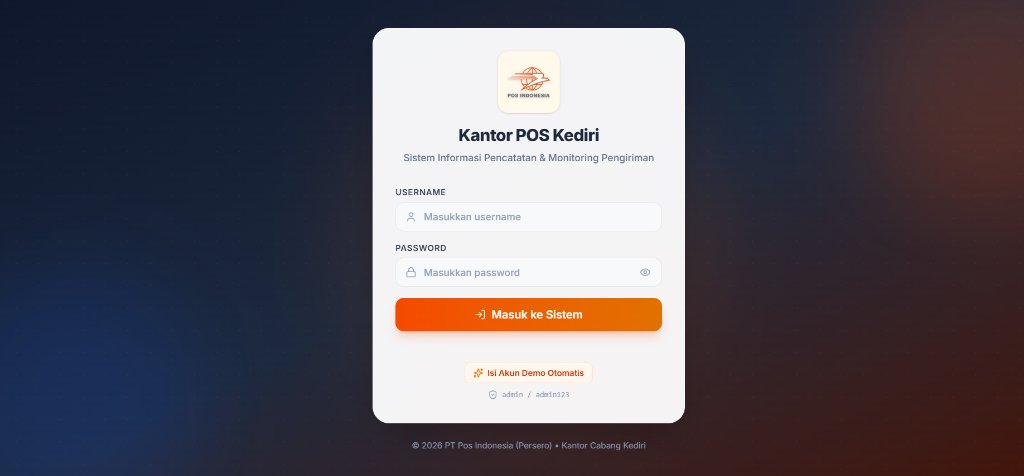 POS INDONESIA
Kantor POS Kediri
Sistem Informasi Pencatatan & Monitoring Pengiriman
USERNAME
Masukkan username
PASSWORD
Masukkan password
Masuk ke Sistem
Isi Akun Demo Otomatis
admin / admin123
© 2026 PT Pos Indonesia (Persero) • Kantor Cabang Kediri